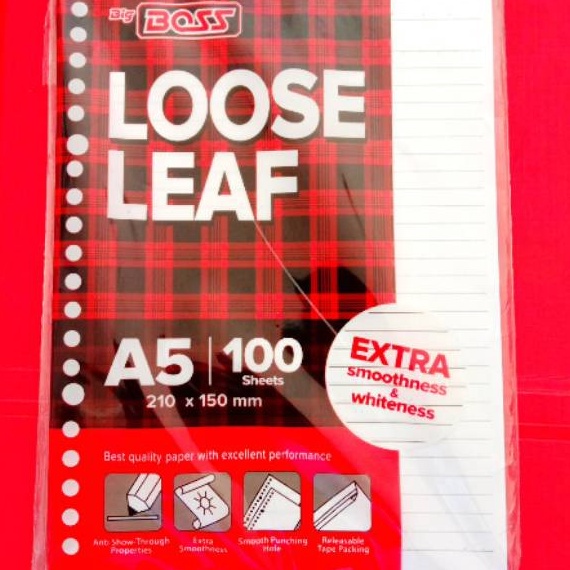 Big BOSS
LOOSE
LEAF
A5 | 100
Sheets
210 x 150 mm
EXTRA
smoothness
&
whiteness
Best quality paper with excellent performance
Anti Show-Through
Properties
Extra
Smoothness
Smooth Punching
Hole
Releasable
Tape Packing